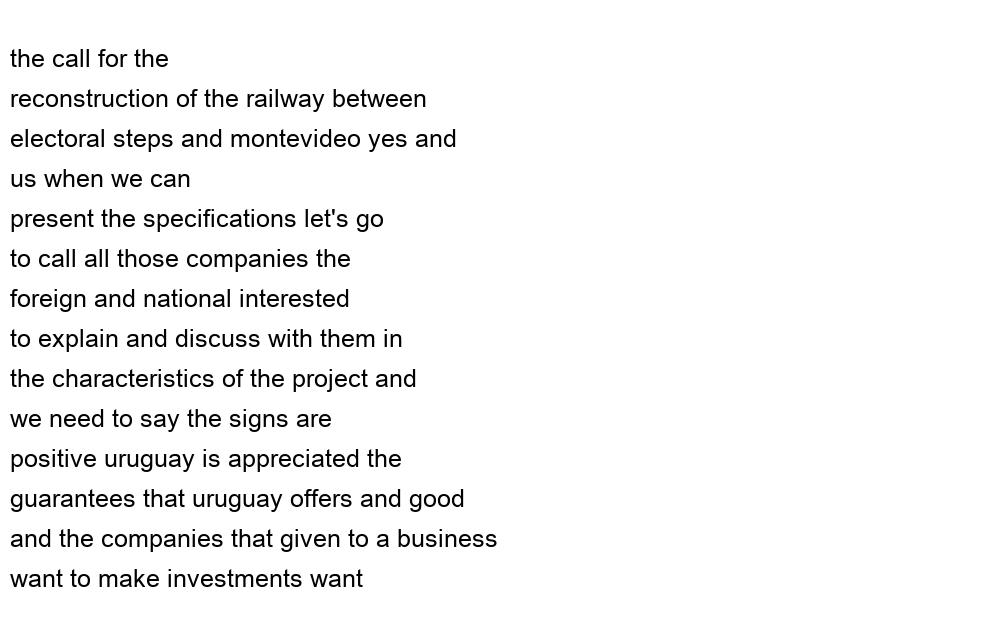 the call for the
reconstruction of the railway between
electoral steps and montevideo yes and
us when we can
present the specifications let's go
to call all those companies the
foreign and national interested
to explain and discuss with them in
the characteristics of the project and
we need to say the signs are
positive uruguay is appreciated the
guarantees that uruguay offers and good
and the companies that given to a business
want to make investments want